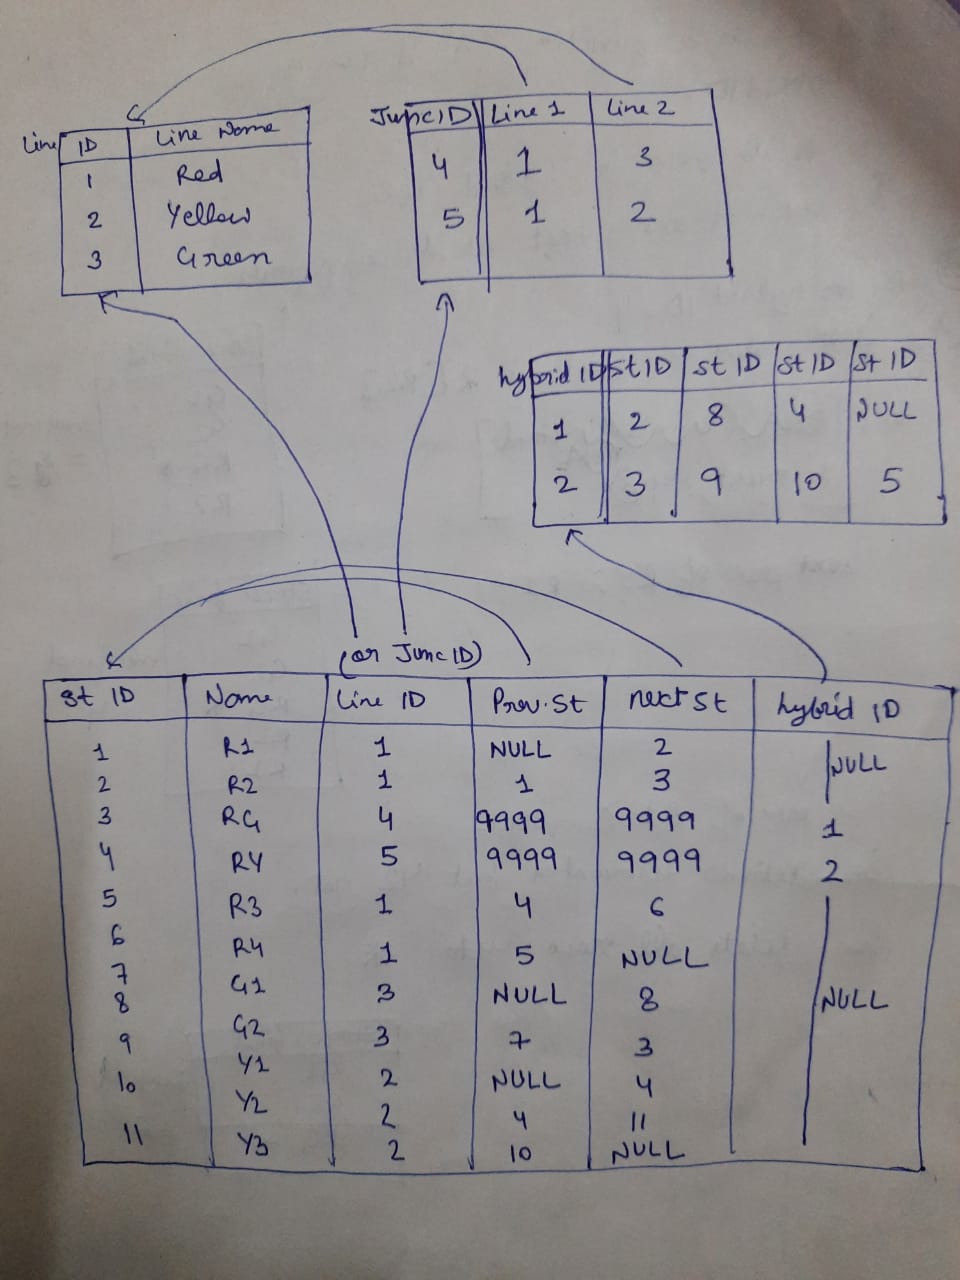 Line ID Line Name
1 Red
2 Yellow
3 Green
Junc ID Line 1 Line 2
4 1 3
5 1 2
hybrid ID St ID St ID St ID St ID
1 2 8 4 NULL
2 3 9 10 5
(or Junc ID)
St ID Name Line ID Prev. St next St hybrid ID
1 R1 1 NULL 2 NULL
2 R2 1 1 3
3 RG 4 9999 9999 1
4 RY 5 9999 9999 2
5 R3 1 4 6
6 R4 1 5 NULL
7 G1 3 NULL 8 NULL
8 G2 3 7 3
9 Y1 2 NULL 4
10 Y2 2 4 11
11 Y3 2 10 NULL